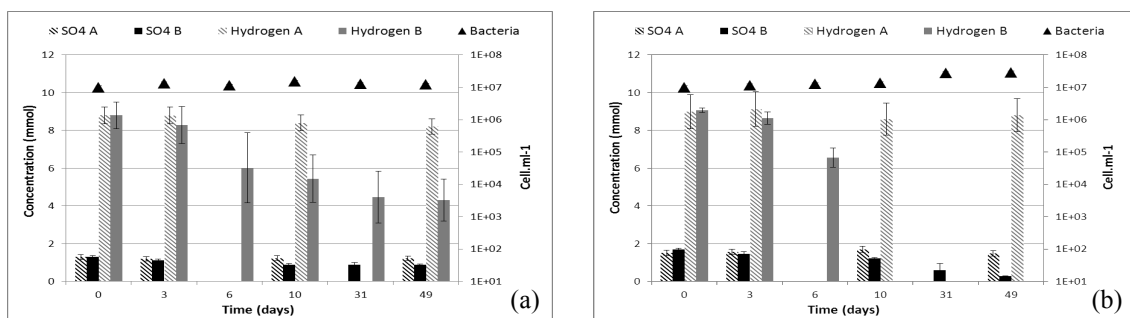 SO4 A SO4 B Hydrogen A Hydrogen B Bacteria
12 1E+08
10 1E+07
8 1E+06
1E+05
6
1E+04
4
1E+03
2 1E+02
0 1E+01
Concentration (mmol)
Cell.ml-1
0 3 6 10 31 49
Time (days)
(a)
SO4 A SO4 B Hydrogen A Hydrogen B Bacteria
12 1E+08
10 1E+07
8 1E+06
1E+05
6
1E+04
4
1E+03
2 1E+02
0 1E+01
Concentration (mmol)
Cell.ml-1
0 3 6 10 31 49
Time (days)
(b)